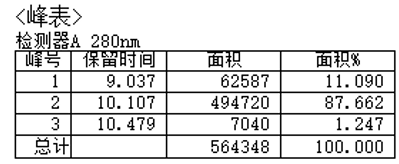 <峰表>
检测器A 280nm
峰号 保留时间 面积 面积%
1 9.037 62587 11.090
2 10.107 494720 87.662
3 10.479 7040 1.247
总计 564348 100.000